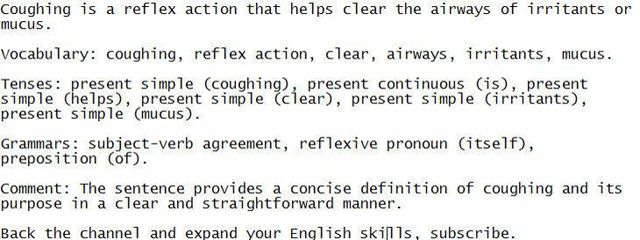 Coughing is a reflex action that helps clear the airways of irritants or
mucus.
Vocabulary: coughing, reflex action, clear, airways, irritants, mucus.
Tenses: present simple (coughing), present continuous (is), present
simple (helps), present simple (clear), present simple (irritants),
present simple (mucus).
Grammars: subject-verb agreement, reflexive pronoun (itself),
preposition (of).
Comment: The sentence provides a concise definition of coughing and its
purpose in a clear and straightforward manner.
Back the channel and expand your English skills, subscribe.